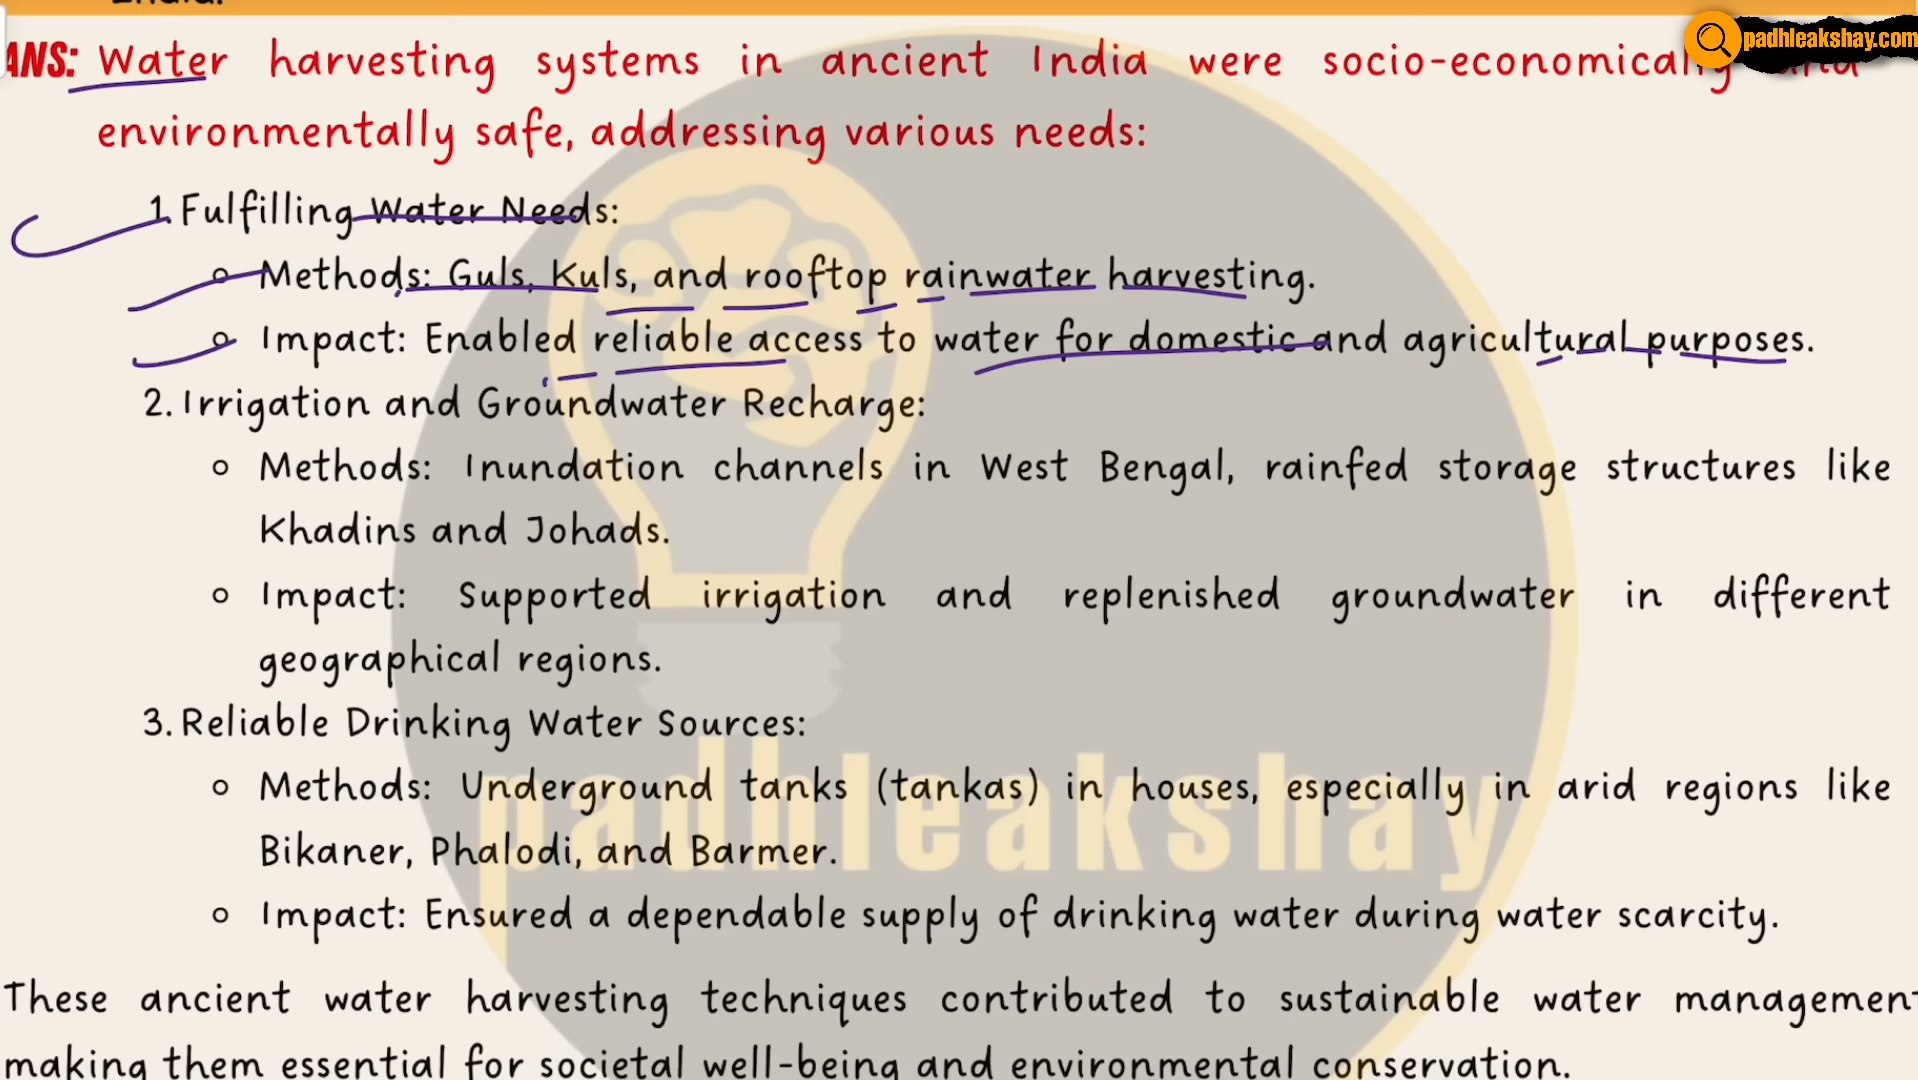 padhleakshay.com
ANS: Water harvesting systems in ancient India were socio-economically and
environmentally safe, addressing various needs:
1. Fulfilling Water Needs:
Methods: Guls, Kuls, and rooftop rainwater harvesting.
Impact: Enabled reliable access to water for domestic and agricultural purposes.
2. Irrigation and Groundwater Recharge:
Methods: Inundation channels in West Bengal, rainfed storage structures like
Khadins and Johads.
Impact: Supported irrigation and replenished groundwater in different
geographical regions.
3. Reliable Drinking Water Sources:
Methods: Underground tanks (tankas) in houses, especially in arid regions like
Bikaner, Phalodi, and Barmer.
Impact: Ensured a dependable supply of drinking water during water scarcity.
padhleakshay
These ancient water harvesting techniques contributed to sustainable water management
making them essential for societal well-being and environmental conservation.